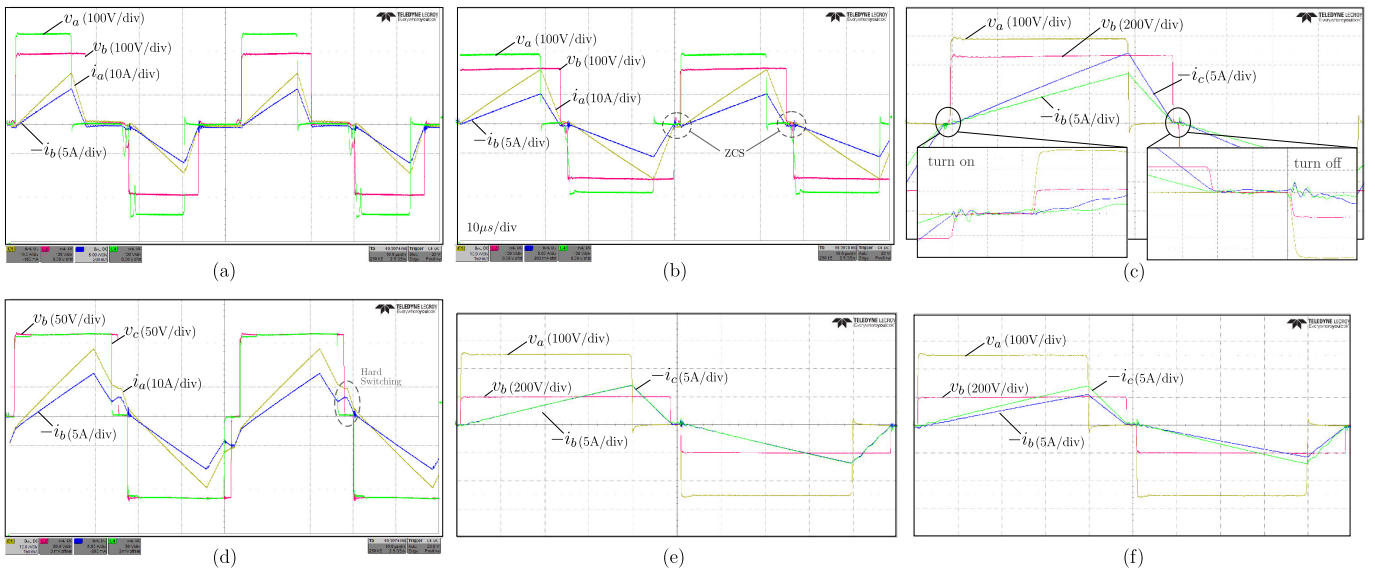 TELEDYNE LECROY
Everywhereyoulook
v_a (100V/div)
v_b (100V/div)
i_a (10A/div)
−i_b (5A/div)
(a)
TELEDYNE LECROY
Everywhereyoulook
v_a (100V/div)
v_b (100V/div)
i_a (10A/div)
−i_b (5A/div)
ZCS
10μs/div
(b)
TELEDYNE LECROY
Everywhereyoulook
v_a (100V/div)
v_b (200V/div)
−i_c (5A/div)
−i_b (5A/div)
turn on
turn off
(c)
TELEDYNE LECROY
Everywhereyoulook
v_b (50V/div)
v_c (50V/div)
i_a (10A/div)
Hard
Switching
−i_b (5A/div)
(d)
TELEDYNE LECROY
Everywhereyoulook
v_a (100V/div)
v_b (200V/div)
−i_c (5A/div)
−i_b (5A/div)
(e)
TELEDYNE LECROY
Everywhereyoulook
v_a (100V/div)
v_b (200V/div)
−i_c (5A/div)
−i_b (5A/div)
(f)